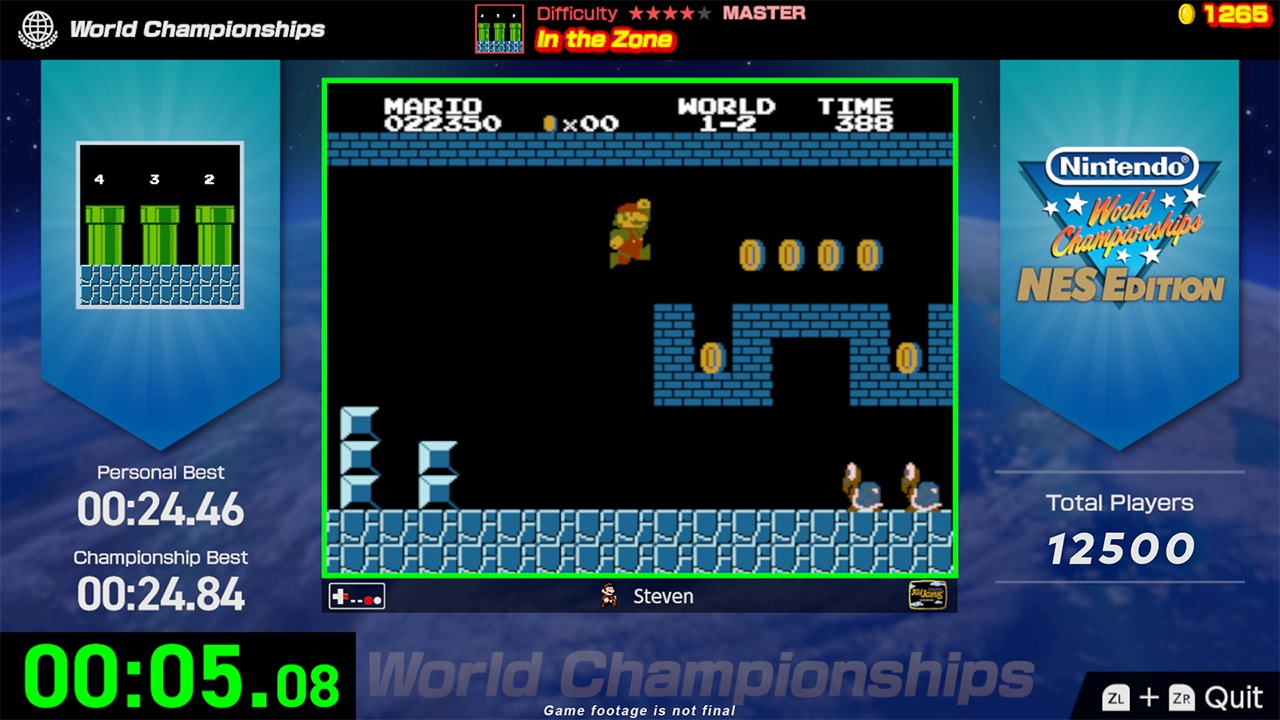 World Championships
Difficulty ★★★★★ MASTER
In the Zone
1265
4 3 2
MARIO WORLD TIME
022350 x00 1-2 388
Nintendo®
World
Championships
NES EDITION
Personal Best
00:24.46
Championship Best
00:24.84
Total Players
12500
Steven
00:05.08
World Championships
Game footage is not final
ZL + ZR Quit